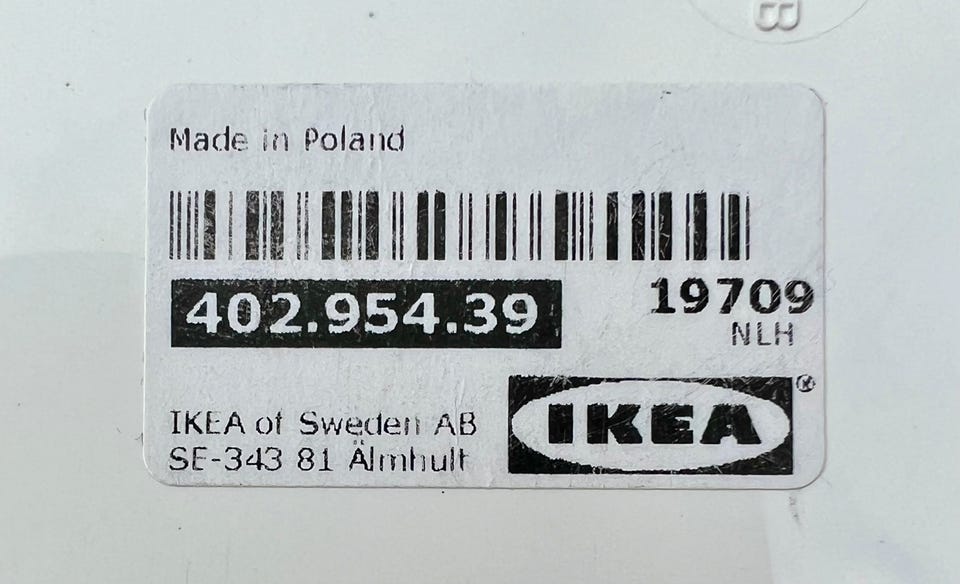 B
Made in Poland
402.954.39
19709
NLH
IKEA of Sweden AB
SE-343 81 Älmhult
IKEA®